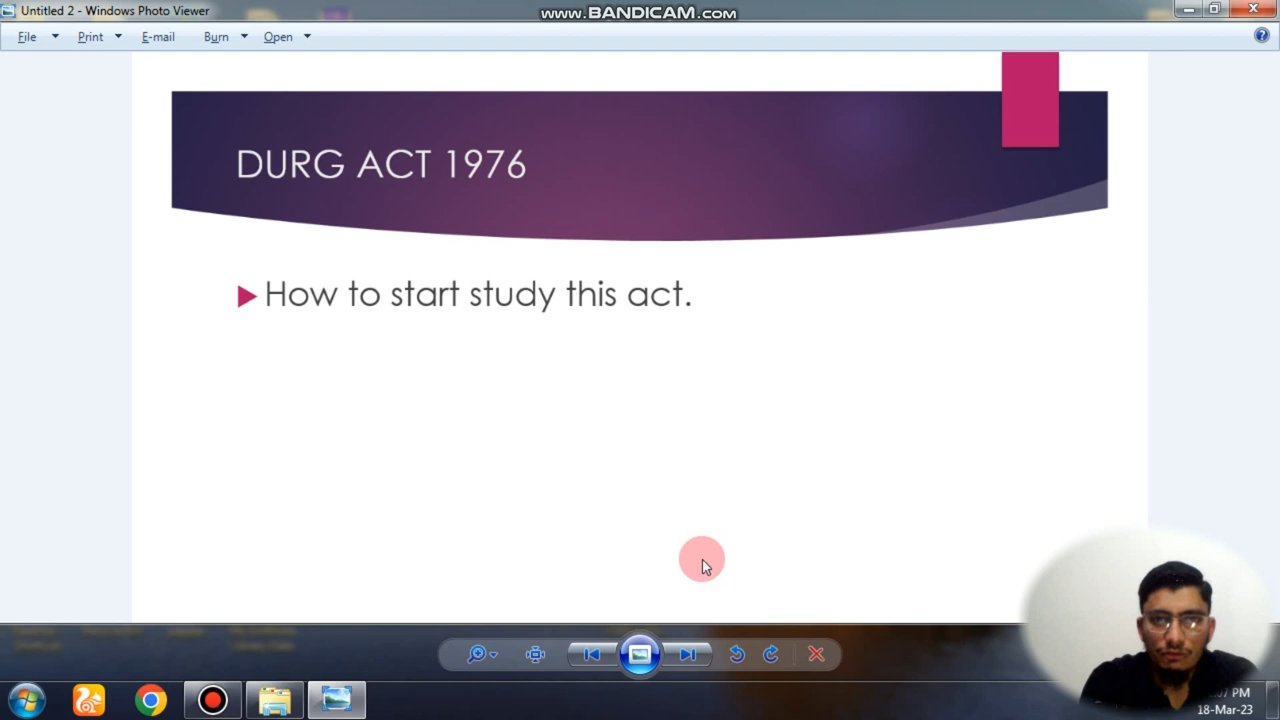 Untitled 2 - Windows Photo Viewer
www.BANDICAM.com
File Print E-mail Burn Open
DURG ACT 1976
How to start study this act.
07 PM
18-Mar-23